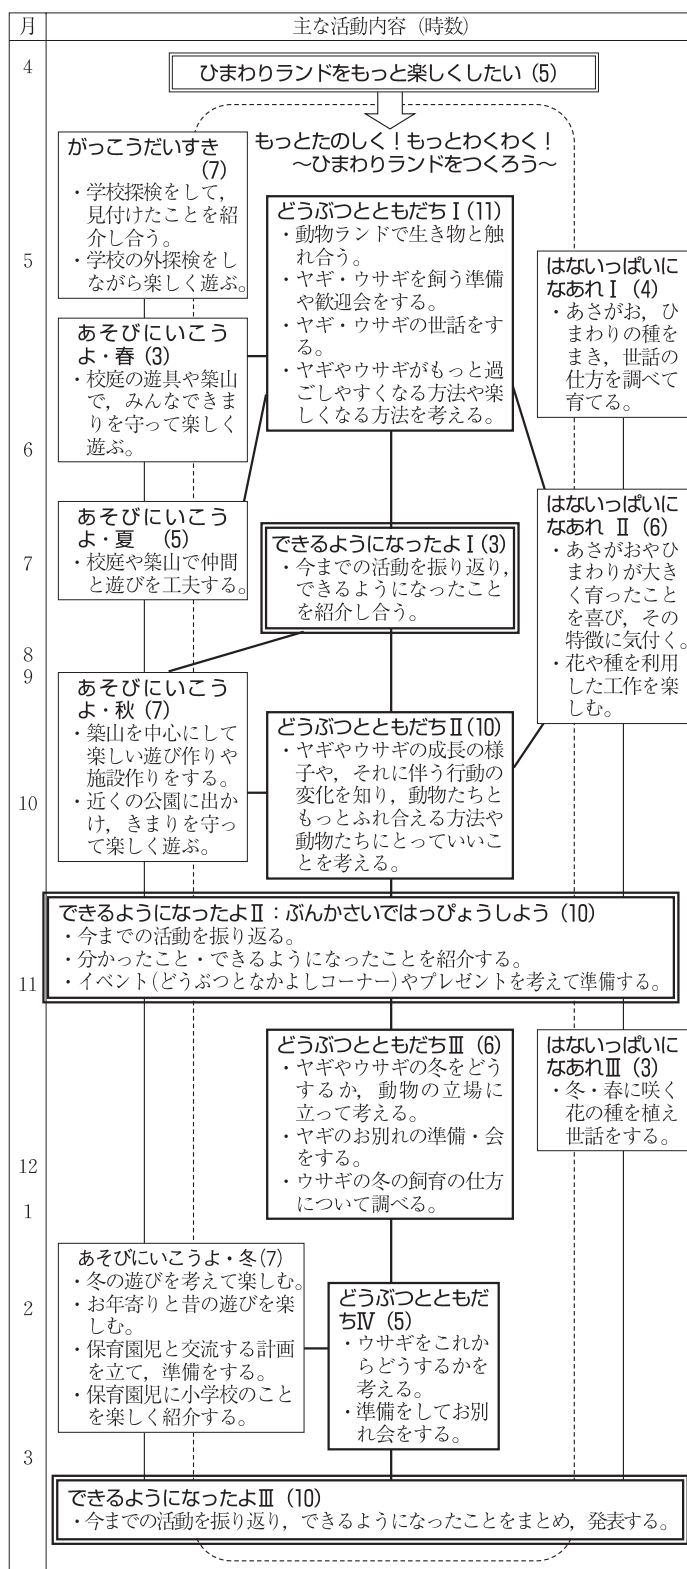 月
主な活動内容（時数）
4
ひまわりランドをもっと楽しくしたい（5）
もっとたのしく！もっとわくわく！
～ひまわりランドをつくろう～
がっこうだいすき
（7）
・学校探検をして，
見付けたことを紹
介し合う。
・学校の外探検をし
ながら楽しく遊ぶ。
どうぶつとともだちⅠ（11）
・動物ランドで生き物と触
れ合う。
・ヤギ・ウサギを飼う準備
や歓迎会をする。
・ヤギ・ウサギの世話をす
る。
・ヤギやウサギがもっと過
ごしやすくなる方法や楽
しくなる方法を考える。
5
はないっぱいに
なあれⅠ（4）
・あさがお，ひ
まわりの種を
まき，世話の
仕方を調べて
育てる。
あそびにいこう
よ・春（3）
・校庭の遊具や築山
で，みんなできま
りを守って楽しく
遊ぶ。
6
あそびにいこう
よ・夏　（5）
・校庭や築山で仲間
と遊びを工夫する。
はないっぱいに
なあれ Ⅱ（6）
・あさがおやひ
まわりが大き
く育ったこと
を喜び，その
特徴に気付く。
・花や種を利用
した工作を楽
しむ。
7
できるようになったよⅠ（3）
・今までの活動を振り返り，
できるようになったこと
を紹介し合う。
8
9
あそびにいこう
よ・秋（7）
・築山を中心にして
楽しい遊び作りや
施設作りをする。
・近くの公園に出か
け，きまりを守っ
て楽しく遊ぶ。
どうぶつとともだちⅡ（10）
・ヤギやウサギの成長の様
子や，それに伴う行動の
変化を知り，動物たちと
もっとふれ合える方法や
動物たちにとっていいこ
とを考える。
10
できるようになったよⅡ：ぶんかさいではっぴょうしよう（10）
・今までの活動を振り返る。
・分かったこと・できるようになったことを紹介する。
・イベント(どうぶつとなかよしコーナー)やプレゼントを考えて準備する。
11
どうぶつとともだちⅢ（6）
・ヤギやウサギの冬をどう
するか，動物の立場に
立って考える。
・ヤギのお別れの準備・会
をする。
・ウサギの冬の飼育の仕方
について調べる。
はないっぱいに
なあれⅢ（3）
・冬・春に咲く
花の種を植え
世話をする。
12
1
あそびにいこうよ・冬(7)
・冬の遊びを考えて楽しむ。
・お年寄りと昔の遊びを楽
しむ。
・保育園児と交流する計画
を立て，準備をする。
・保育園児に小学校のこと
を楽しく紹介する。
2
どうぶつとともだ
ちⅣ（5）
・ウサギをこれか
らどうするかを
考える。
・準備をしてお別
れ会をする。
3
できるようになったよⅢ（10）
・今までの活動を振り返り，できるようになったことをまとめ，発表する。